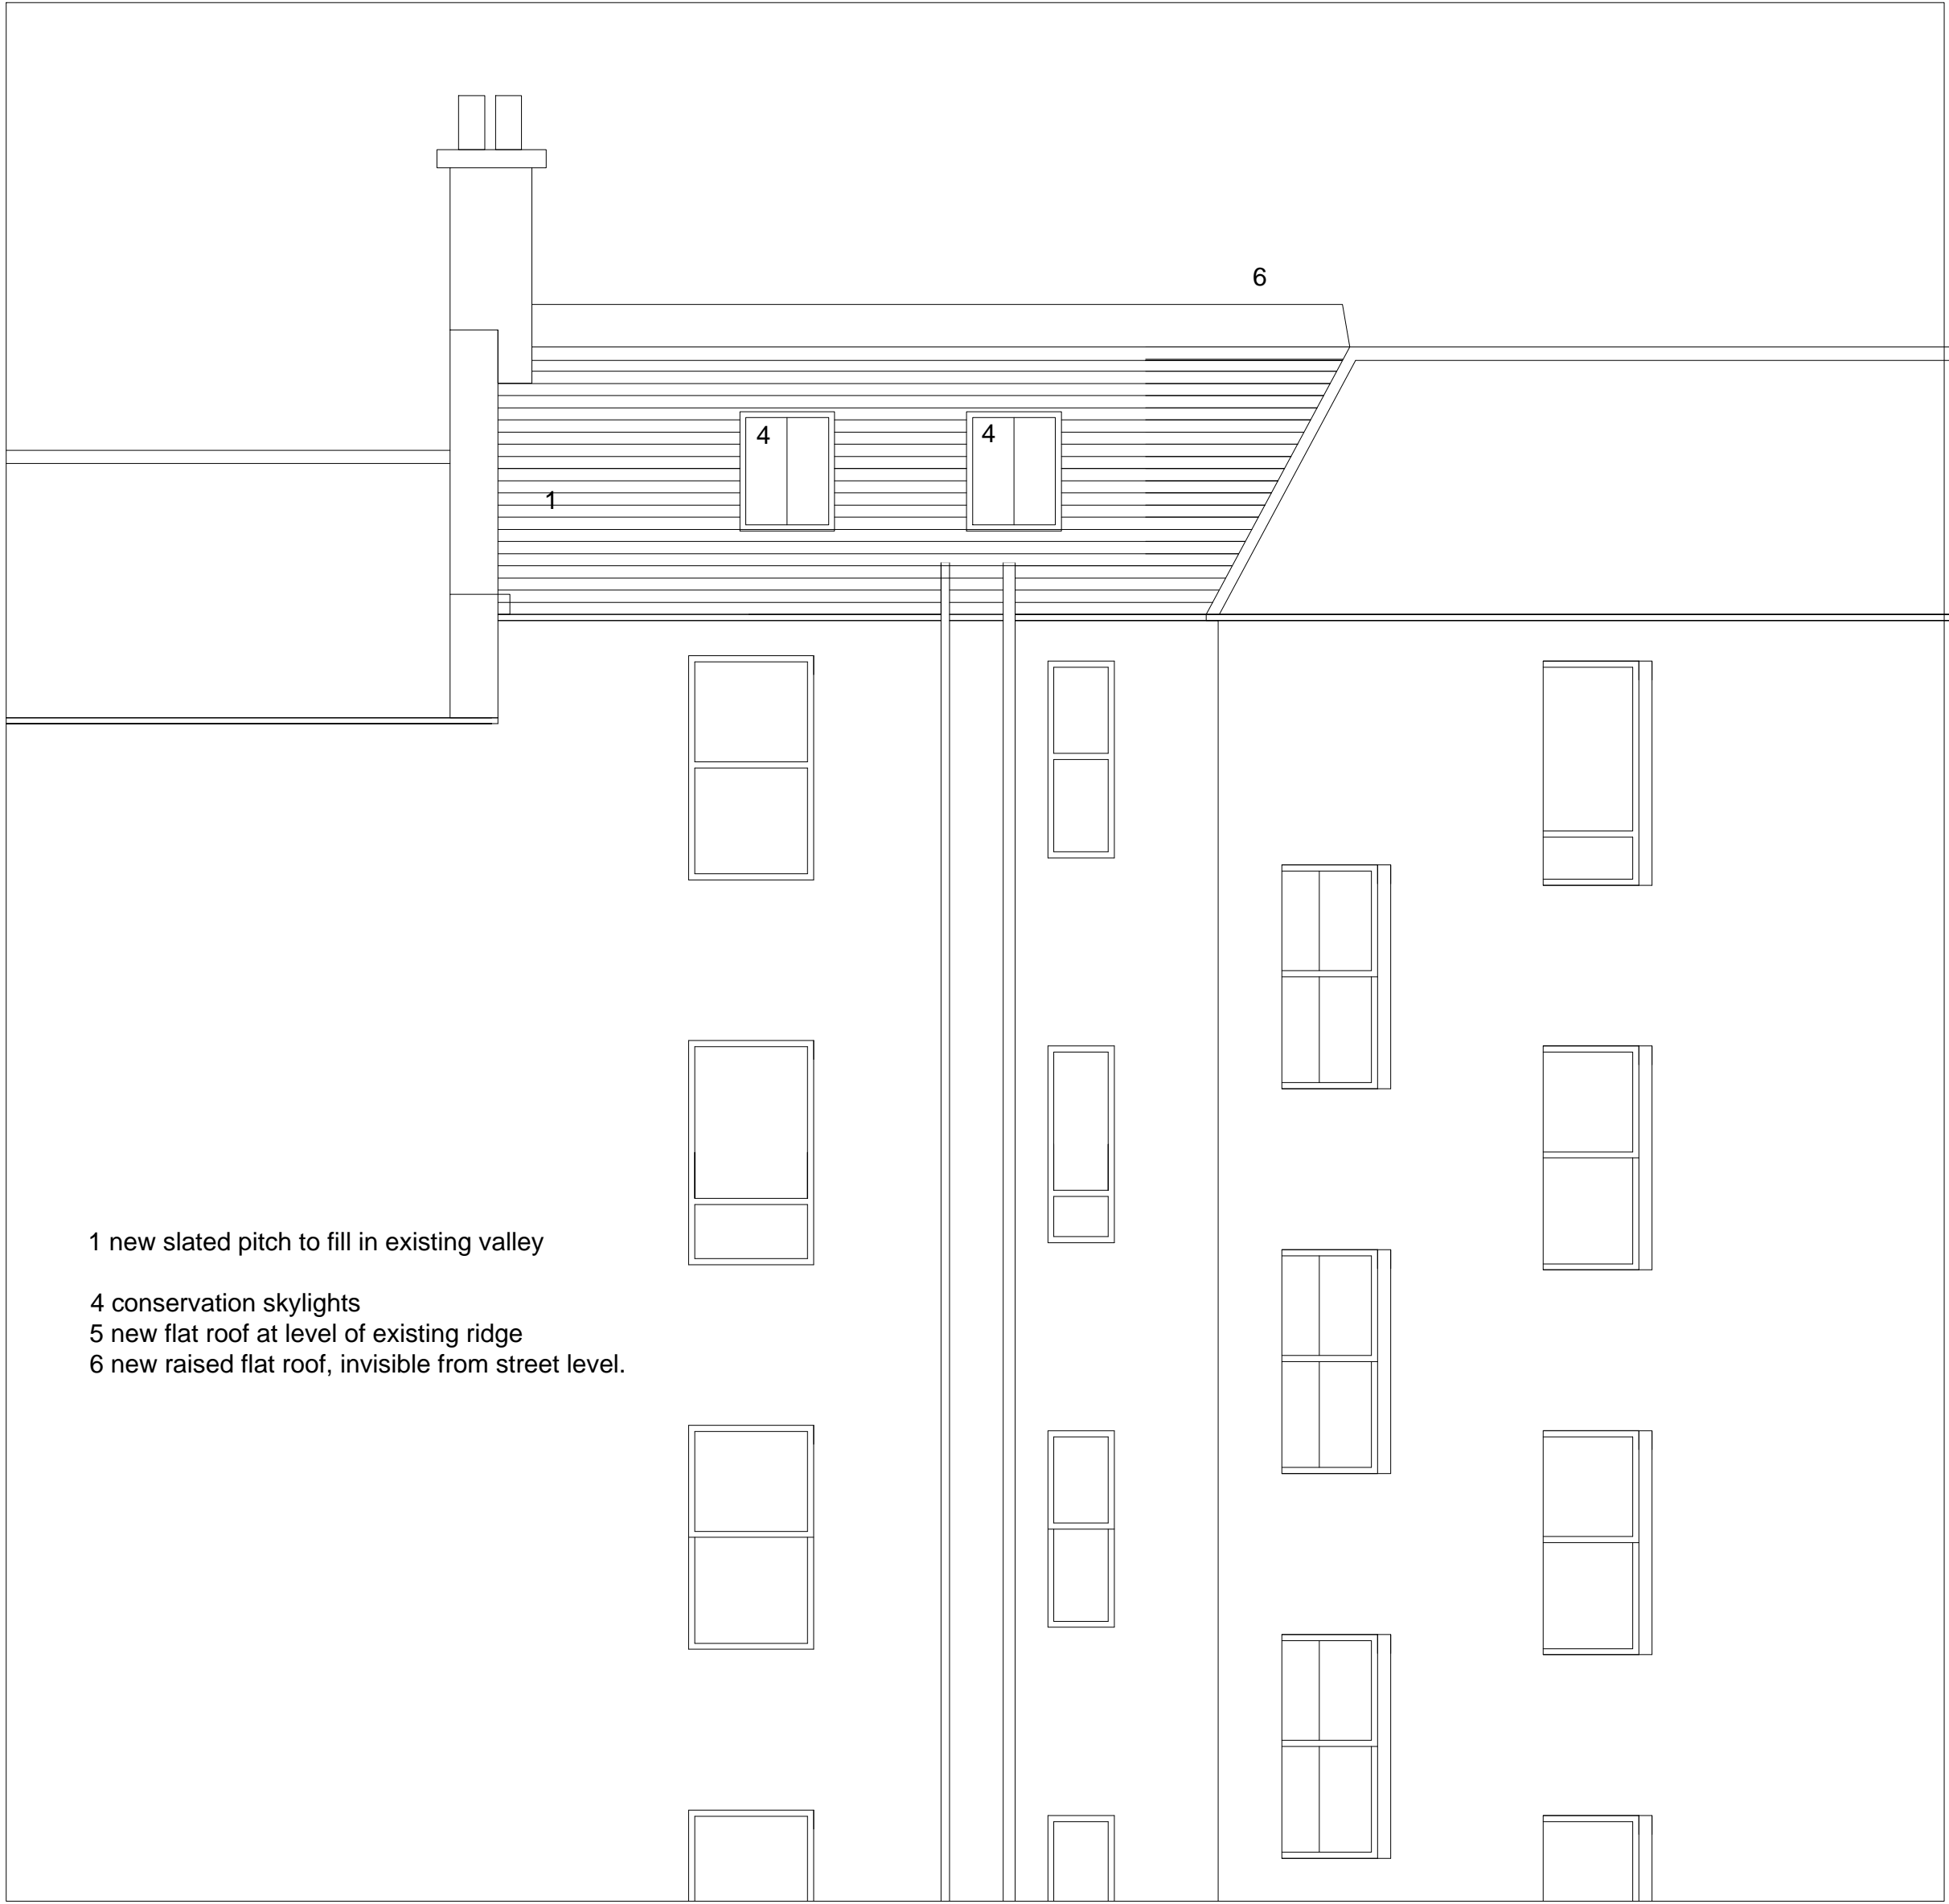 6
4 4
1
1 new slated pitch to fill in existing valley
4 conservation skylights
5 new flat roof at level of existing ridge
6 new raised flat roof, invisible from street level.